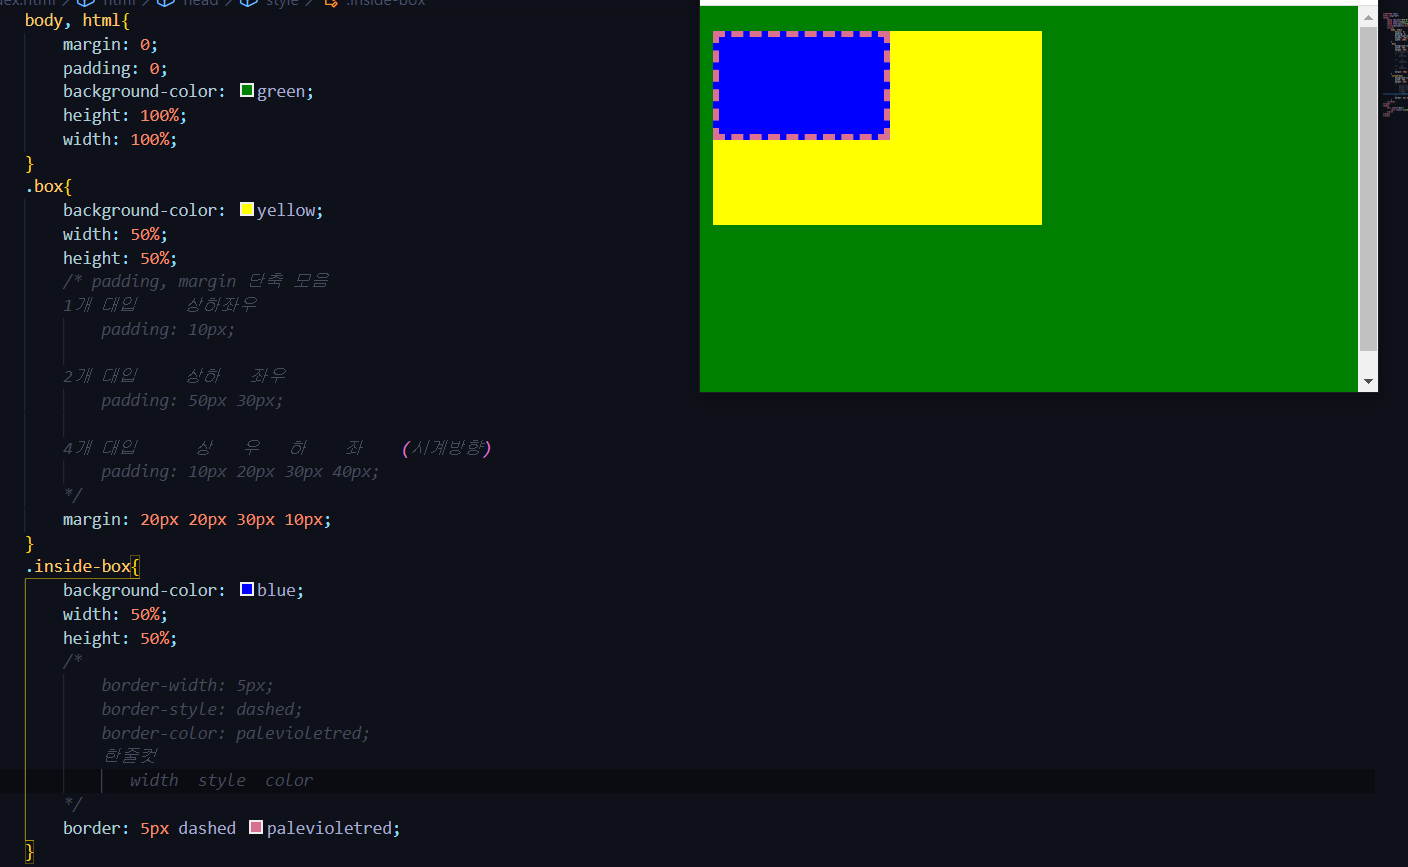 index.html > html > head > style > .inside-box
body, html{
margin: 0;
padding: 0;
background-color: green;
height: 100%;
width: 100%;
}
.box{
background-color: yellow;
width: 50%;
height: 50%;
/* padding, margin 단축 모음
1개 대입 상하좌우
padding: 10px;
2개 대입 상하 좌우
padding: 50px 30px;
4개 대입 상 우 하 좌 (시계방향)
padding: 10px 20px 30px 40px;
*/
margin: 20px 20px 30px 10px;
}
.inside-box{
background-color: blue;
width: 50%;
height: 50%;
/*
border-width: 5px;
border-style: dashed;
border-color: palevioletred;
한줄컷
width style color
*/
border: 5px dashed palevioletred;
}